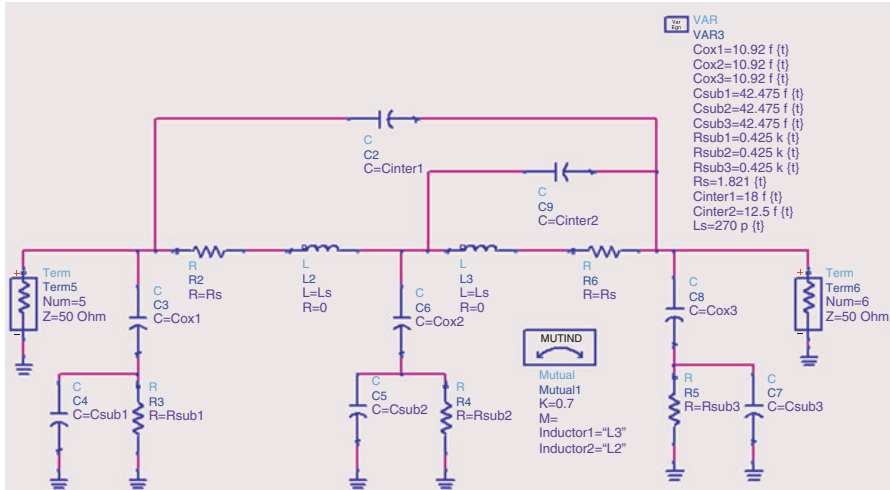 Var
Eqn
VAR
VAR3
Cox1=10.92 f {t}
Cox2=10.92 f {t}
Cox3=10.92 f {t}
Csub1=42.475 f {t}
Csub2=42.475 f {t}
Csub3=42.475 f {t}
Rsub1=0.425 k {t}
Rsub2=0.425 k {t}
Rsub3=0.425 k {t}
Rs=1.821 {t}
Cinter1=18 f {t}
Cinter2=12.5 f {t}
Ls=270 p {t}
C
C2
C=Cinter1
C
C9
C=Cinter2
+
Term
Term5
Num=5
Z=50 Ohm
-
C
C3
C=Cox1
R
R2
R=Rs
L
L2
L=Ls
R=0
C
C6
C=Cox2
L
L3
L=Ls
R=0
R
R6
R=Rs
C
C8
C=Cox3
+
Term
Term6
Num=6
Z=50 Ohm
-
C
C4
C=Csub1
R
R3
R=Rsub1
C
C5
C=Csub2
R
R4
R=Rsub2
MUTIND
Mutual
Mutual1
K=0.7
M=
Inductor1="L3"
Inductor2="L2"
R
R5
R=Rsub3
C
C7
C=Csub3